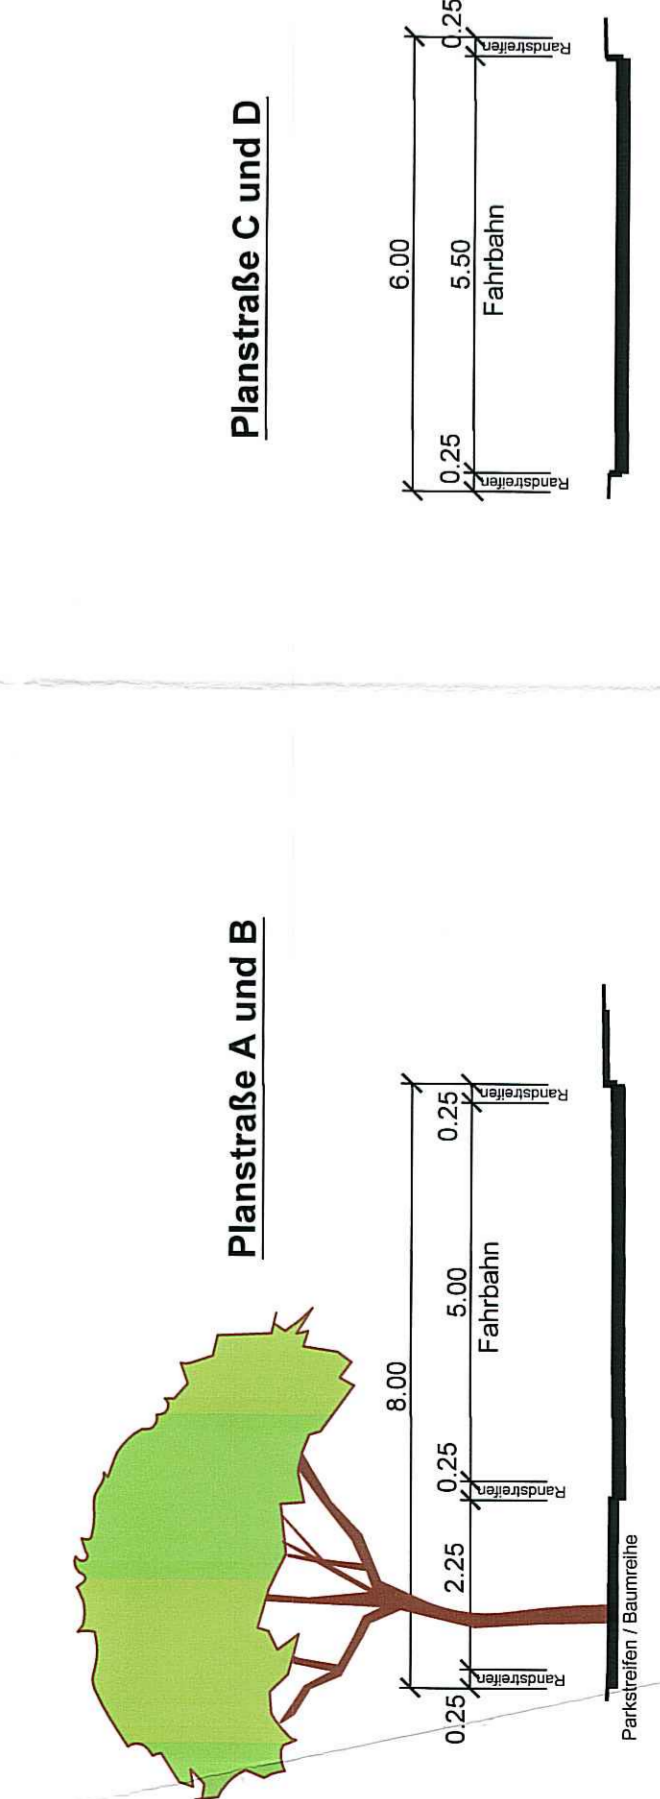 Planstraße A und B
8.00
0.25
2.25
0.25
5.00
0.25
Fahrbahn
Randstreifen
Randstreifen
Randstreifen
Parkstreifen / Baumreihe
Planstraße C und D
6.00
0.25
5.50
0.25
Fahrbahn
Randstreifen
Randstreifen